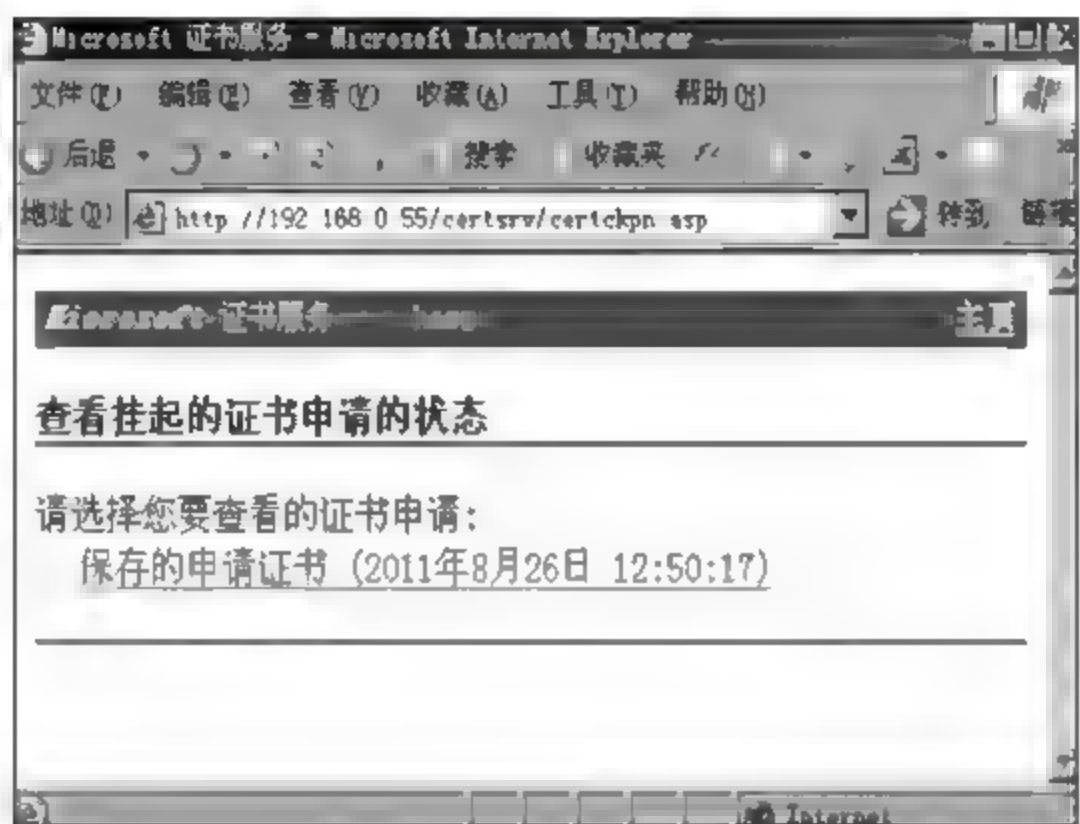 Microsoft 证书服务 - Microsoft Internet Explorer
文件(F) 编辑(E) 查看(V) 收藏(A) 工具(T) 帮助(H)
后退 搜索 收藏夹
地址(D) http //192 168 0 55/certsrv/certckpn asp 转到 链接
Microsoft 证书服务 主页
查看挂起的证书申请的状态
请选择您要查看的证书申请:
保存的申请证书 (2011年8月26日 12:50:17)
Internet